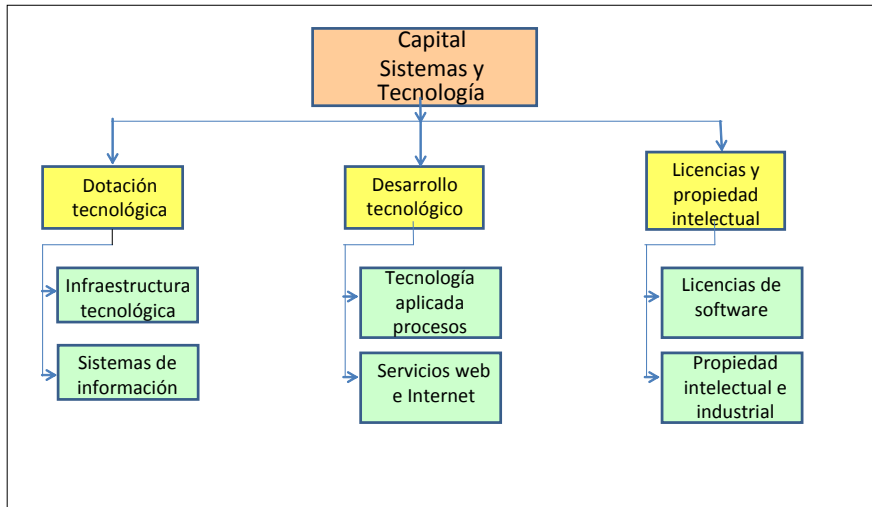 Capital
Sistemas y
Tecnología
Dotación
tecnológica
Desarrollo
tecnológico
Licencias y
propiedad
intelectual
Infraestructura
tecnológica
Tecnología
aplicada
procesos
Licencias de
software
Sistemas de
información
Servicios web
e Internet
Propiedad
intelectual e
industrial